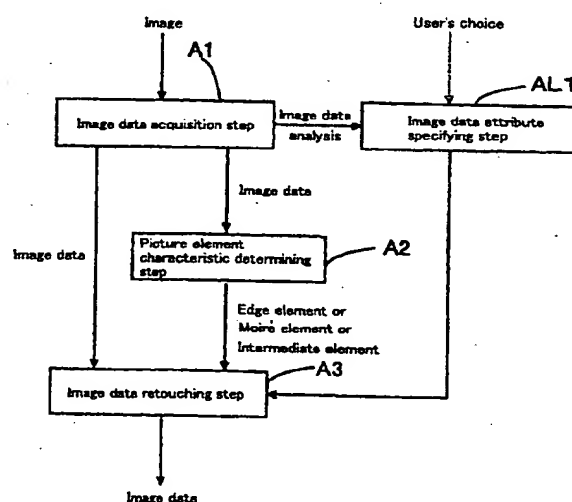 Image
User's choice
A1
AL1
Image data acquisition step
Image data
analysis
Image data attribute
specifying step
Image data
Image data
Picture element
characteristic determining
step
A2
Edge element or
Moiré element or
Intermediate element
A3
Image data retouching step
Image data